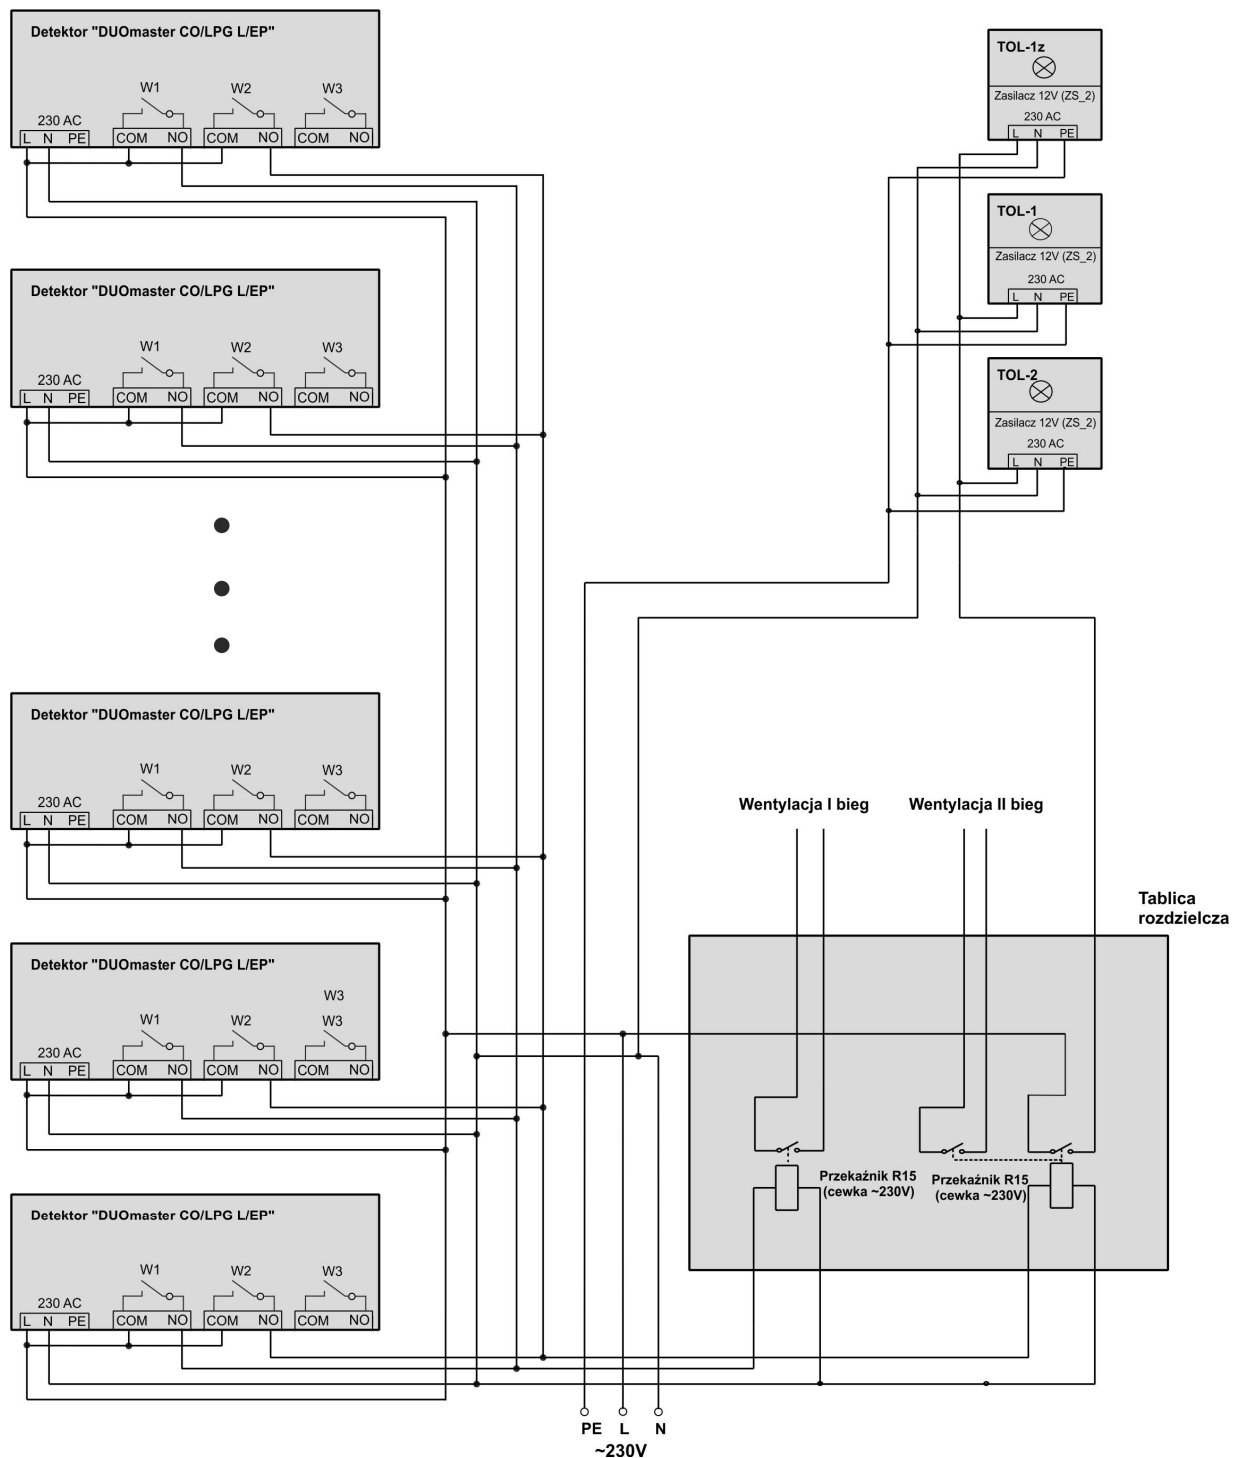 Detektor "DUOmaster CO/LPG L/EP"
W1 W2 W3
230 AC
L N PE COM NO COM NO COM NO
Detektor "DUOmaster CO/LPG L/EP"
W1 W2 W3
230 AC
L N PE COM NO COM NO COM NO
Detektor "DUOmaster CO/LPG L/EP"
W1 W2 W3
230 AC
L N PE COM NO COM NO COM NO
Detektor "DUOmaster CO/LPG L/EP"
W3
W1 W2 W3
230 AC
L N PE COM NO COM NO COM NO
Detektor "DUOmaster CO/LPG L/EP"
W1 W2 W3
230 AC
L N PE COM NO COM NO COM NO
TOL-1z
Zasilacz 12V (ZS_2)
230 AC
L N PE
TOL-1
Zasilacz 12V (ZS_2)
230 AC
L N PE
TOL-2
Zasilacz 12V (ZS_2)
230 AC
L N PE
Wentylacja I bieg
Wentylacja II bieg
Tablica
rozdzielcza
Przekaźnik R15
(cewka ~230V)
Przekaźnik R15
(cewka ~230V)
PE L N
~230V